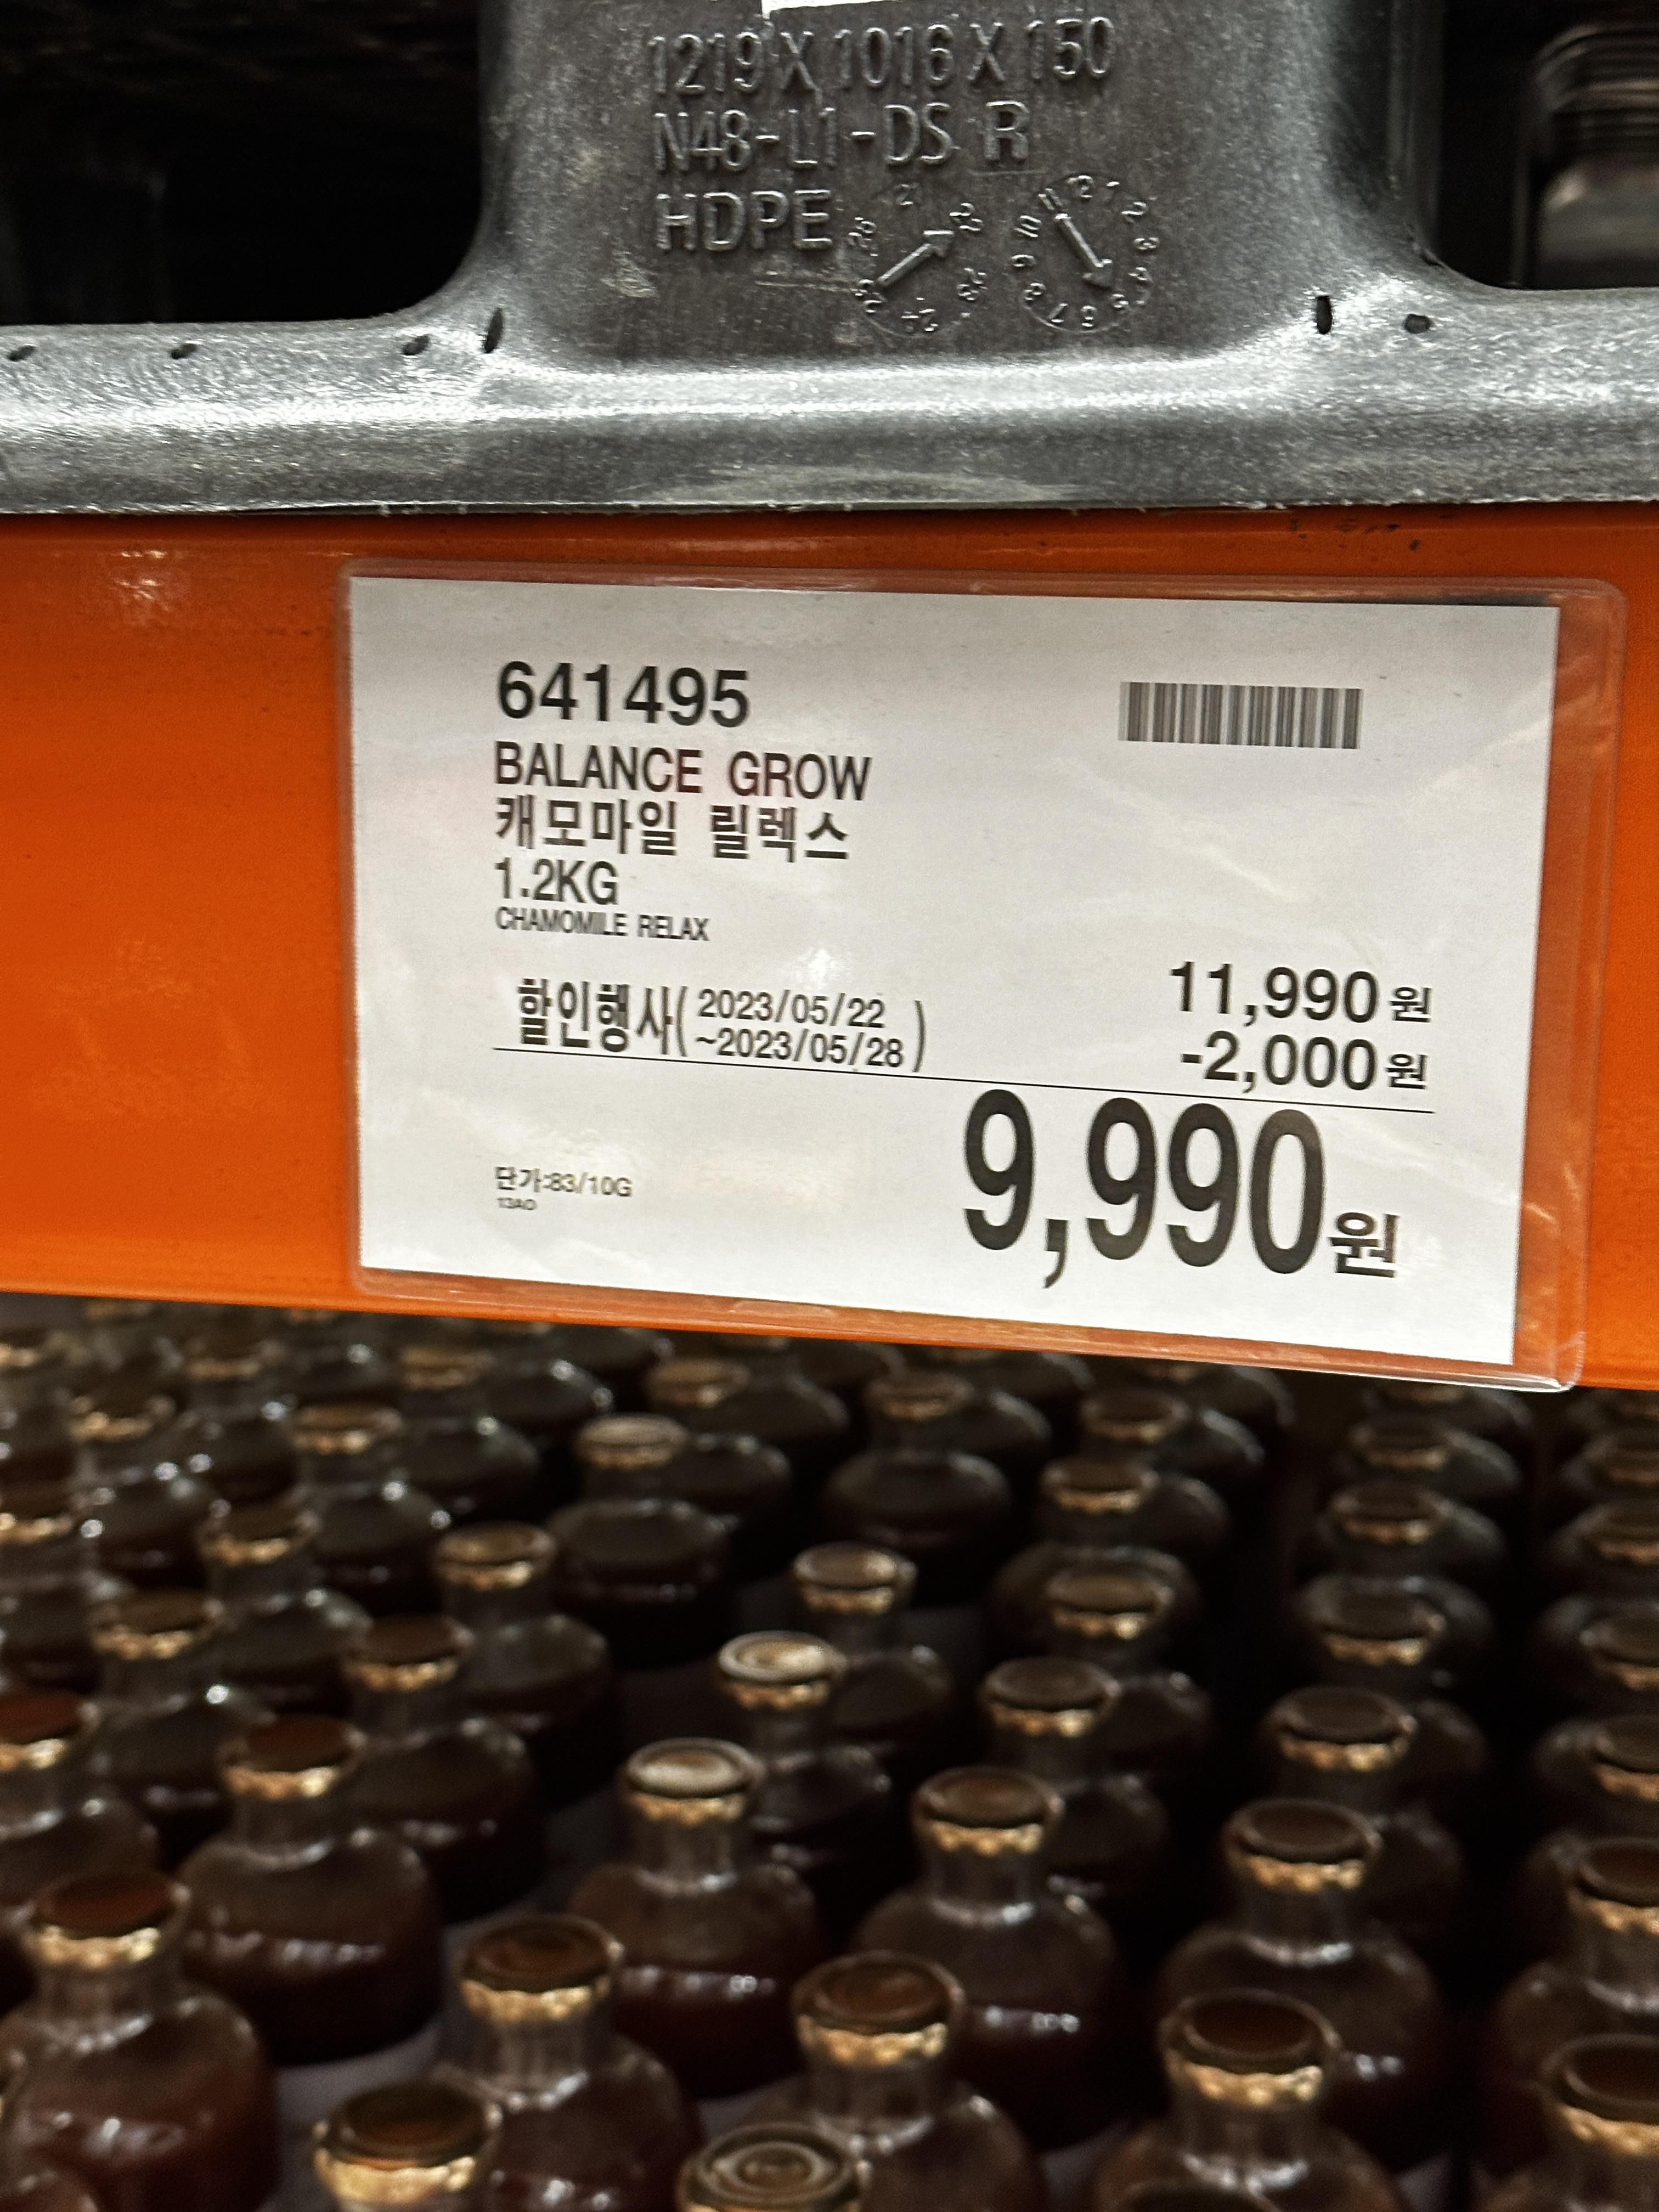 1219 X 1016 X 150
N48-L1-DS R
HDPE
641495
BALANCE GROW
캐모마일 릴렉스
1.2KG
CHAMOMILE RELAX
11,990원
할인행사( 2023/05/22
~2023/05/28 )
-2,000원
9,990원
단가:83/10G
13AO